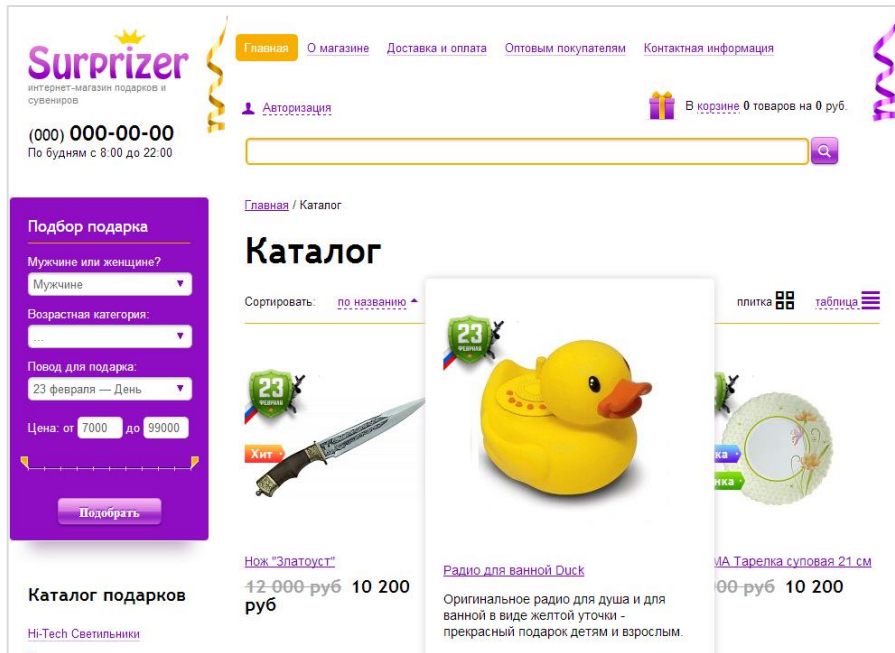 Surprizer
интернет-магазин подарков и
сувениров
(000) 000-00-00
По будням с 8:00 до 22:00
Главная О магазине Доставка и оплата Оптовым покупателям Контактная информация
Авторизация
В корзине 0 товаров на 0 руб.
Подбор подарка
Мужчине или женщине?
Мужчине
Возрастная категория:
...
Повод для подарка:
23 февраля — День
Цена: от 7000 до 99000
Подобрать
Каталог подарков
Hi-Tech Светильники
Главная / Каталог
Каталог
Сортировать: по названию
плитка таблица
23
ФЕВРАЛЯ
Хит
Нож "Златоуст"
12 000 руб 10 200
руб
23
ФЕВРАЛЯ
Радио для ванной Duck
Оригинальное радио для душа и для
ванной в виде желтой уточки -
прекрасный подарок детям и взрослым.
Тарелка суповая 21 см
руб 10 200